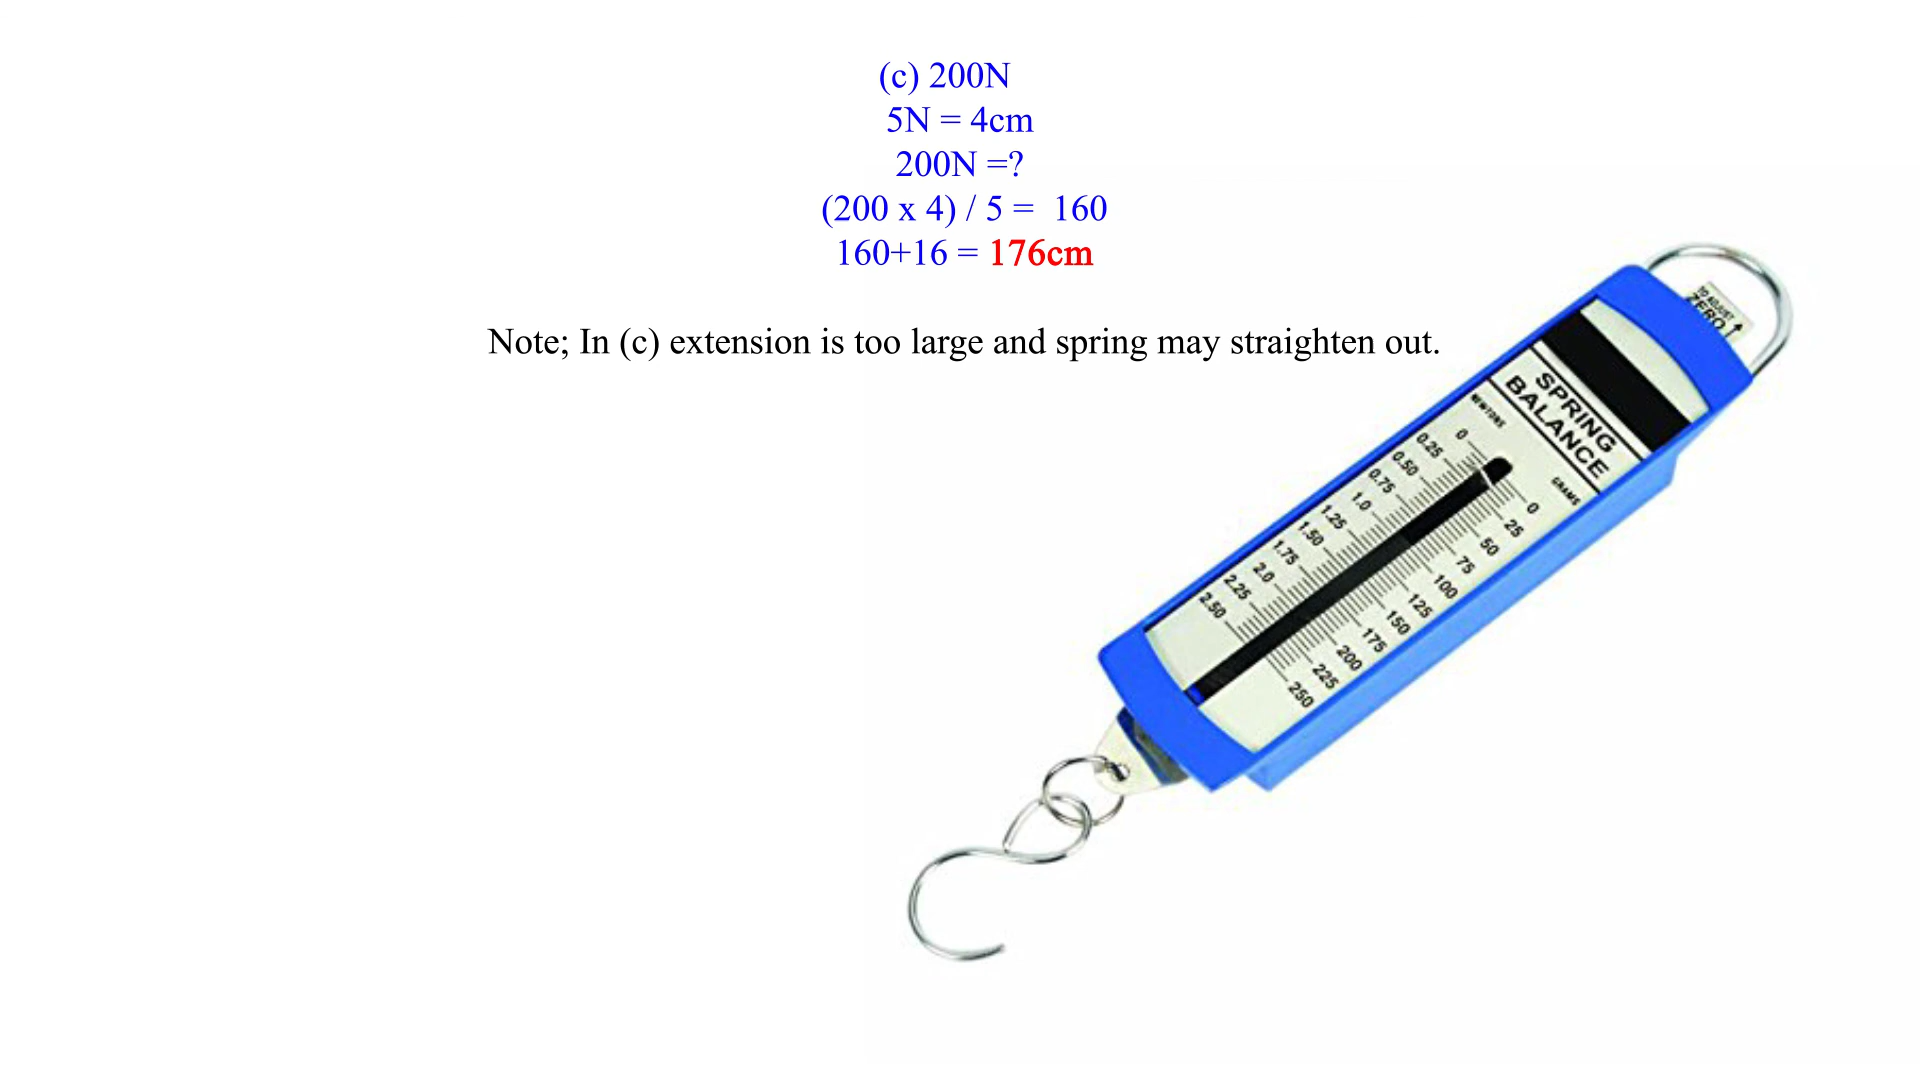 (c) 200N
5N = 4cm
200N =?
(200 x 4) / 5 =  160
160+16 = 176cm
Note; In (c) extension is too large and spring may straighten out.
TO ADJUST
ZERO
SPRING
BALANCE
NEWTONS
GRAMS
0
0.25
0.50
0.75
1.0
1.25
1.50
1.75
2.0
2.25
2.50
0
25
50
75
100
125
150
175
200
225
250